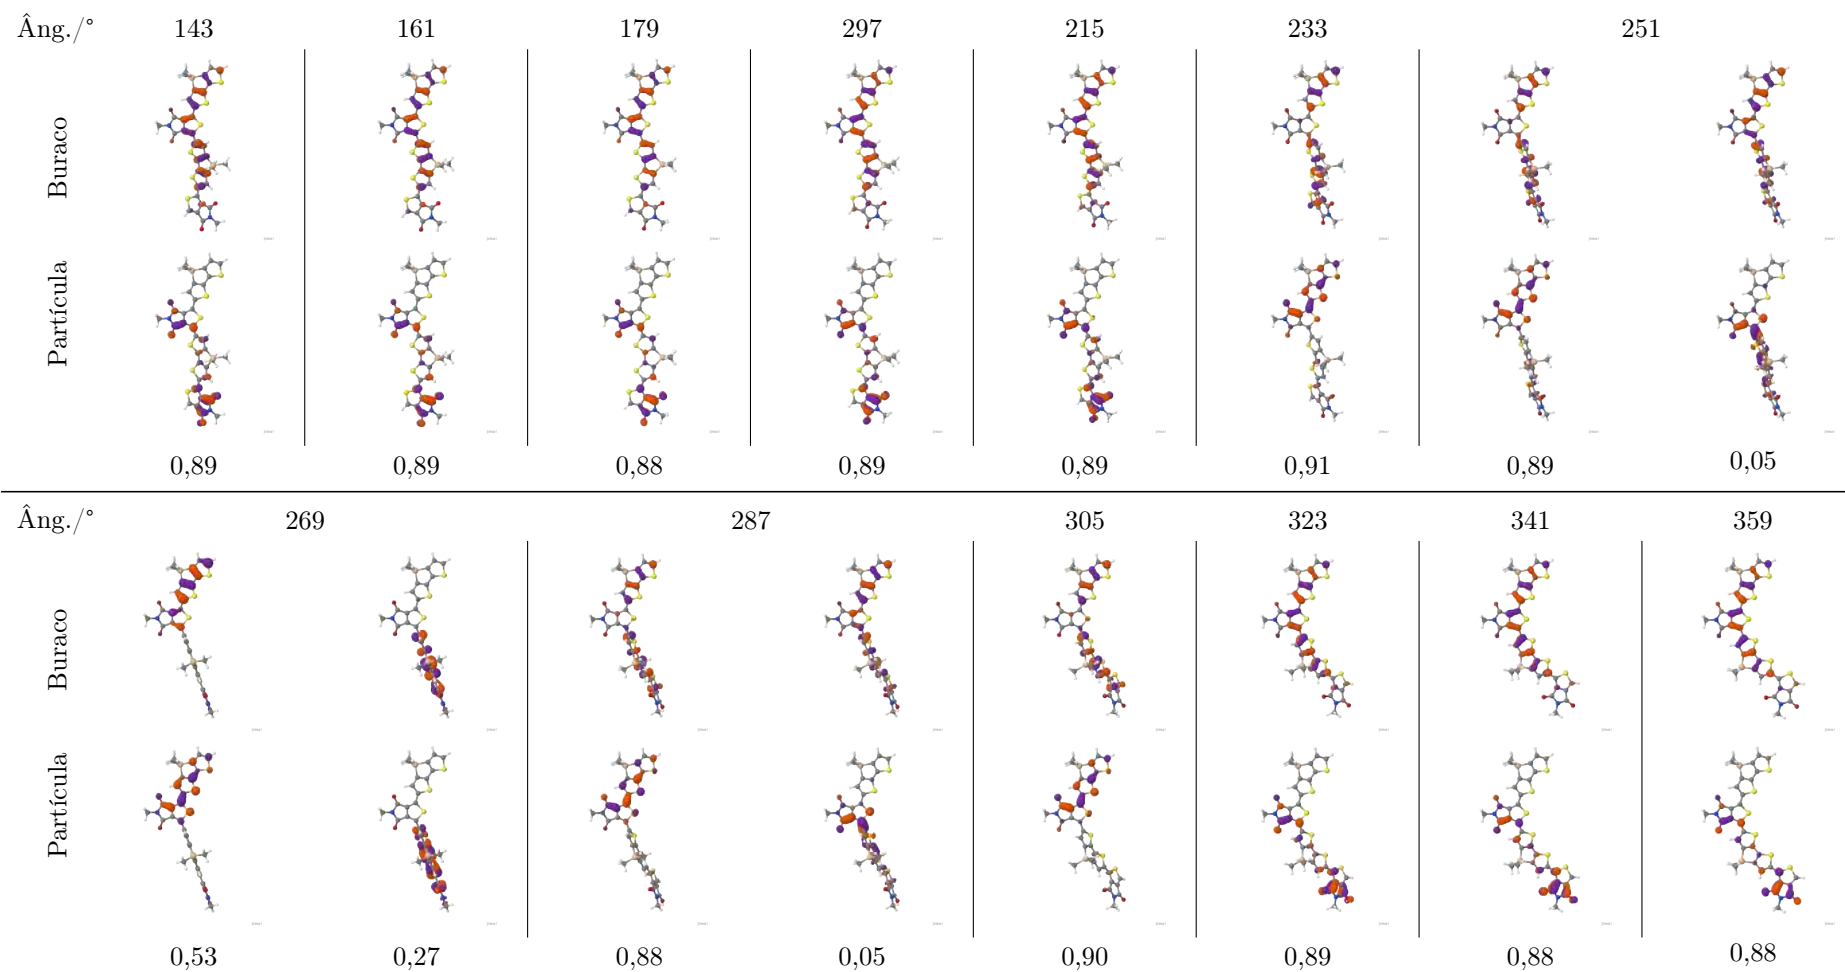 Âng./° 143 161 179 297 215 233 251
Buraco
Partícula
0,89 0,89 0,88 0,89 0,89 0,91 0,89 0,05
Âng./° 269 287 305 323 341 359
Buraco
Partícula
0,53 0,27 0,88 0,05 0,90 0,89 0,88 0,88